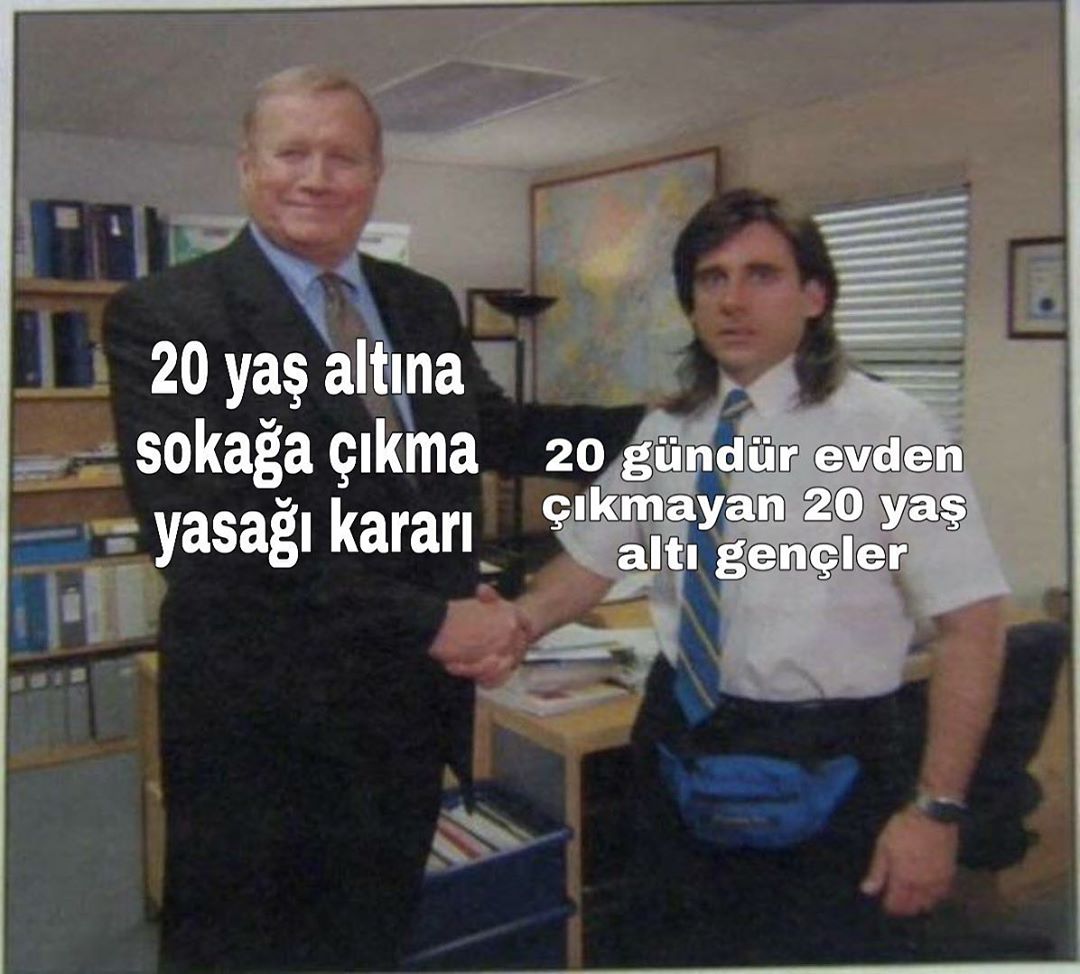 20 yaş altına
sokağa çıkma
yasağı kararı
20 gündür evden
çıkmayan 20 yaş
altı gençler